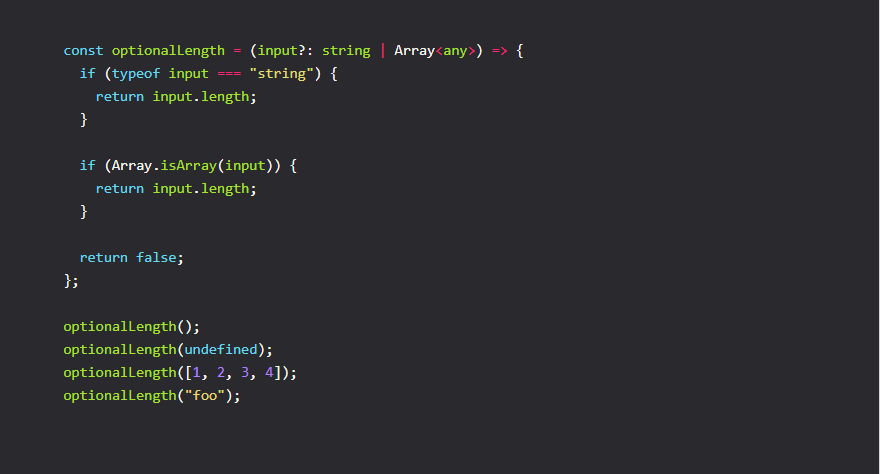 const optionalLength = (input?: string | Array<any>) => {
  if (typeof input === "string") {
    return input.length;
  }

  if (Array.isArray(input)) {
    return input.length;
  }

  return false;
};

optionalLength();
optionalLength(undefined);
optionalLength([1, 2, 3, 4]);
optionalLength("foo");